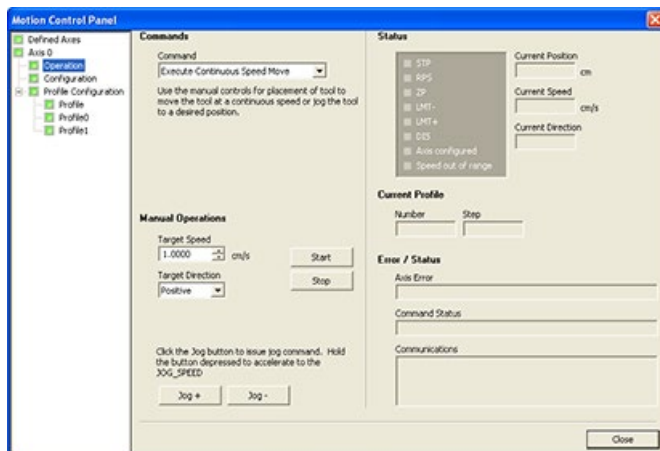 Motion Control Panel
Defined Axes
Axis 0
Operation
Configuration
Profile Configuration
Profile
Profile0
Profile1
Commands
Command
Execute Continuous Speed Move
Use the manual controls for placement of tool to
move the tool at a continuous speed or jog the tool
to a desired position.
Manual Operations
Target Speed
1.0000 cm/s
Start
Target Direction
Stop
Positive
Click the Jog button to issue jog command. Hold
the button depressed to accelerate to the
JOG_SPEED
Jog +
Jog -
Status
STP
RPS
ZP
LMT-
LMT+
DIS
Axis configured
Speed out of range
Current Position
cm
Current Speed
cm/s
Current Direction
Current Profile
Number Step
Error / Status
Axis Error
Command Status
Communications
Close